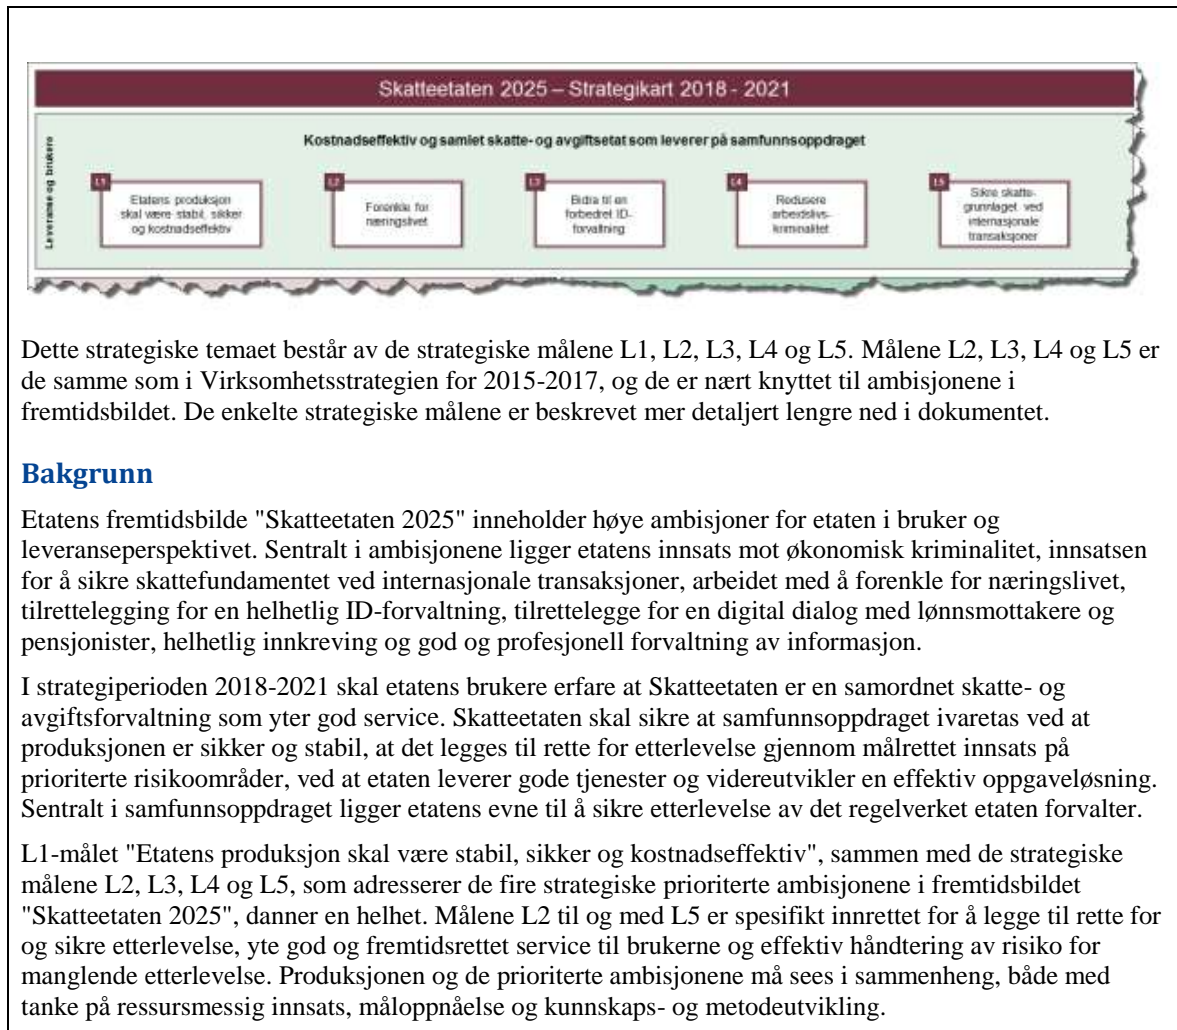 Skatteetaten 2025 – Strategikart 2018 - 2021
Leveranse og brukere
Kostnadseffektiv og samlet skatte- og avgiftsetat som leverer på samfunnsoppdraget
L1
Etatens produksjon
skal være stabil, sikker
og kostnadseffektiv
L2
Forenkle for
næringslivet
L3
Bidra til en
forbedret ID-
forvaltning
L4
Redusere
arbeidslivs-
kriminalitet
L5
Sikre skatte-
grunnlaget ved
internasjonale
transaksjoner
Dette strategiske temaet består av de strategiske målene L1, L2, L3, L4 og L5. Målene L2, L3, L4 og L5 er
de samme som i Virksomhetsstrategien for 2015-2017, og de er nært knyttet til ambisjonene i
fremtidsbildet. De enkelte strategiske målene er beskrevet mer detaljert lengre ned i dokumentet.
Bakgrunn
Etatens fremtidsbilde "Skatteetaten 2025" inneholder høye ambisjoner for etaten i bruker og
leveranseperspektivet. Sentralt i ambisjonene ligger etatens innsats mot økonomisk kriminalitet, innsatsen
for å sikre skattefundamentet ved internasjonale transaksjoner, arbeidet med å forenkle for næringslivet,
tilrettelegging for en helhetlig ID-forvaltning, tilrettelegge for en digital dialog med lønnsmottakere og
pensjonister, helhetlig innkreving og god og profesjonell forvaltning av informasjon.
I strategiperioden 2018-2021 skal etatens brukere erfare at Skatteetaten er en samordnet skatte- og
avgiftsforvaltning som yter god service. Skatteetaten skal sikre at samfunnsoppdraget ivaretas ved at
produksjonen er sikker og stabil, at det legges til rette for etterlevelse gjennom målrettet innsats på
prioriterte risikoområder, ved at etaten leverer gode tjenester og videreutvikler en effektiv oppgaveløsning.
Sentralt i samfunnsoppdraget ligger etatens evne til å sikre etterlevelse av det regelverket etaten forvalter.
L1-målet "Etatens produksjon skal være stabil, sikker og kostnadseffektiv", sammen med de strategiske
målene L2, L3, L4 og L5, som adresserer de fire strategiske prioriterte ambisjonene i fremtidsbildet
"Skatteetaten 2025", danner en helhet. Målene L2 til og med L5 er spesifikt innrettet for å legge til rette for
og sikre etterlevelse, yte god og fremtidsrettet service til brukerne og effektiv håndtering av risiko for
manglende etterlevelse. Produksjonen og de prioriterte ambisjonene må sees i sammenheng, både med
tanke på ressursmessig innsats, måloppnåelse og kunnskaps- og metodeutvikling.